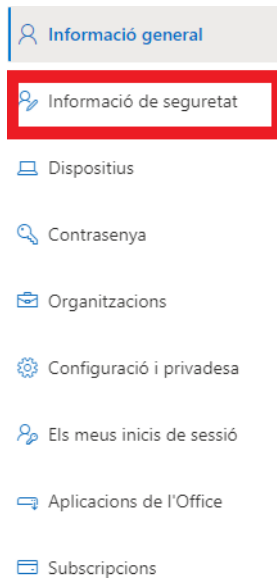 Informació general
Informació de seguretat
Dispositius
Contrasenya
Organitzacions
Configuració i privadesa
Els meus inicis de sessió
Aplicacions de l'Office
Subscripcions